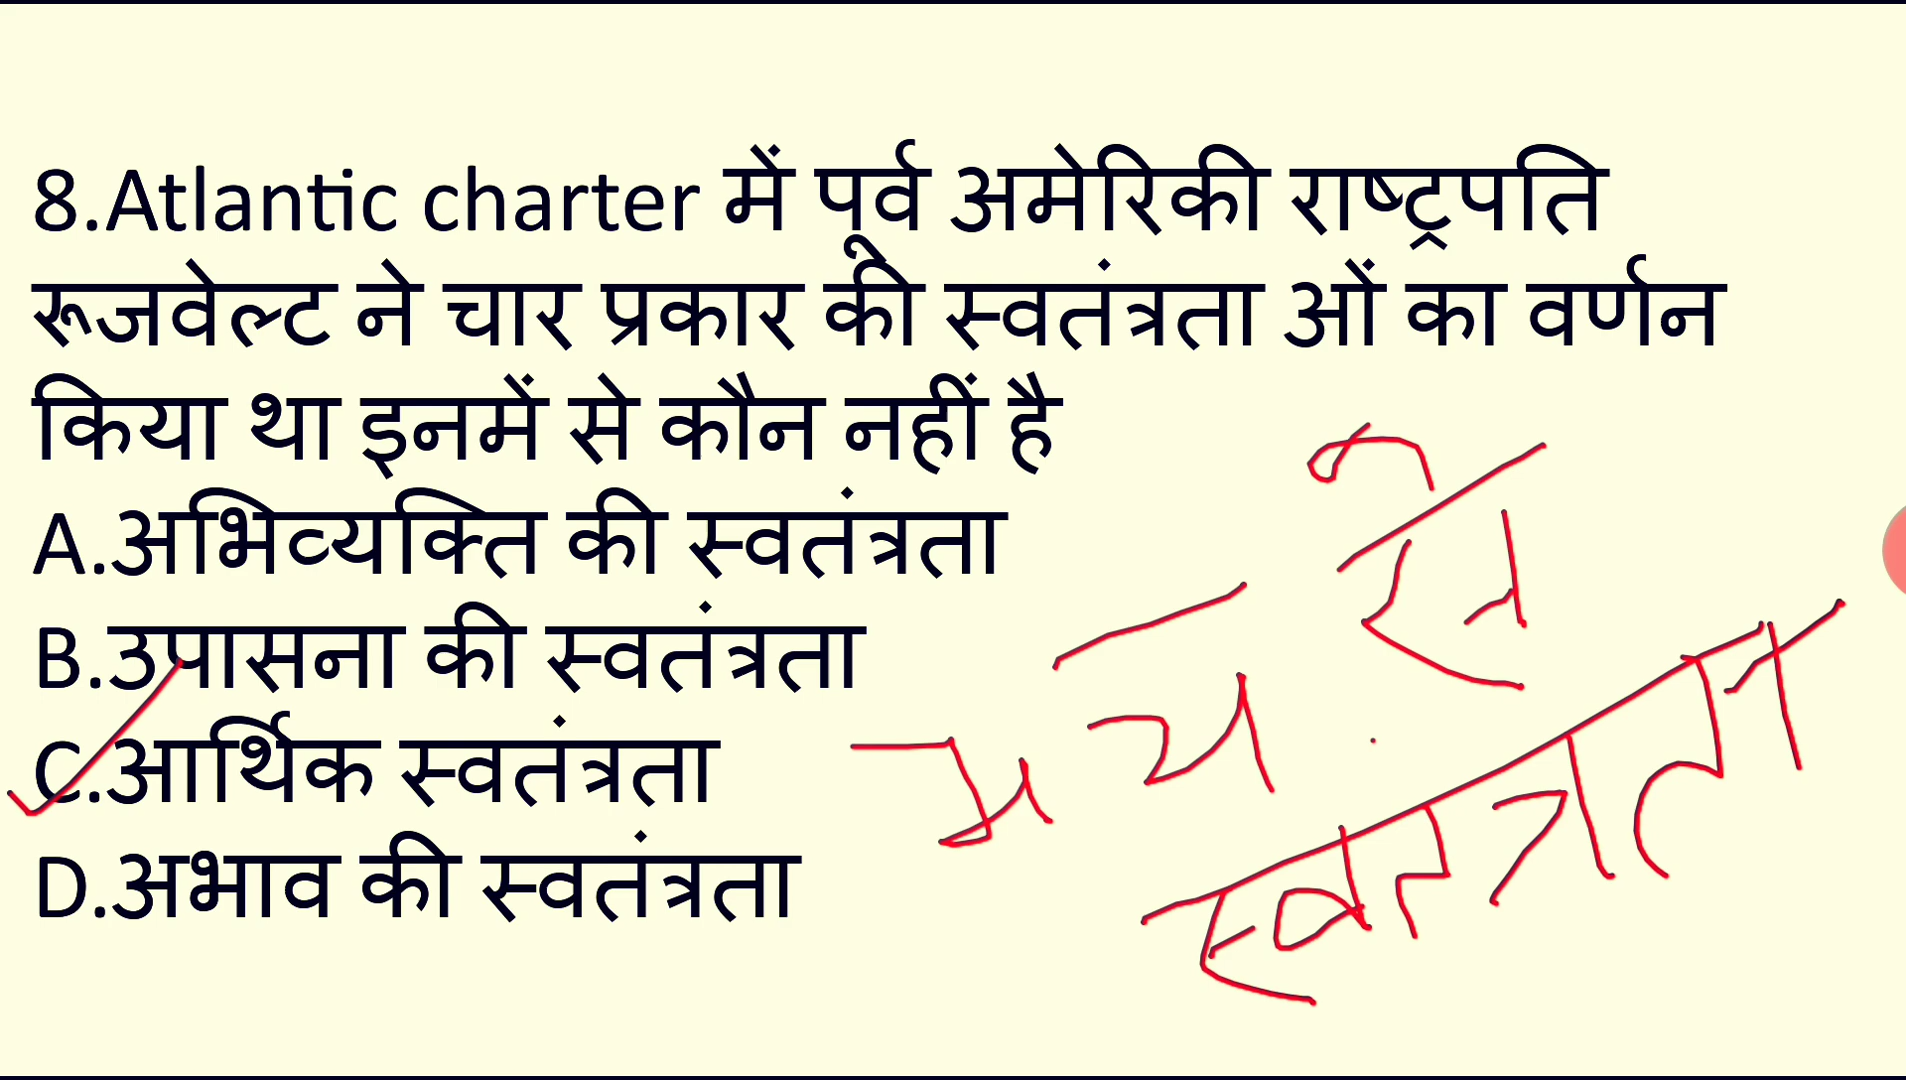 8.Atlantic charter में पूर्व अमेरिकी राष्ट्रपति
रूजवेल्ट ने चार प्रकार की स्वतंत्रता ओं का वर्णन
किया था इनमें से कौन नहीं है
A.अभिव्यक्ति की स्वतंत्रता
B.उपासना की स्वतंत्रता
C.आर्थिक स्वतंत्रता
D.अभाव की स्वतंत्रता
भय से
स्वतंत्रता